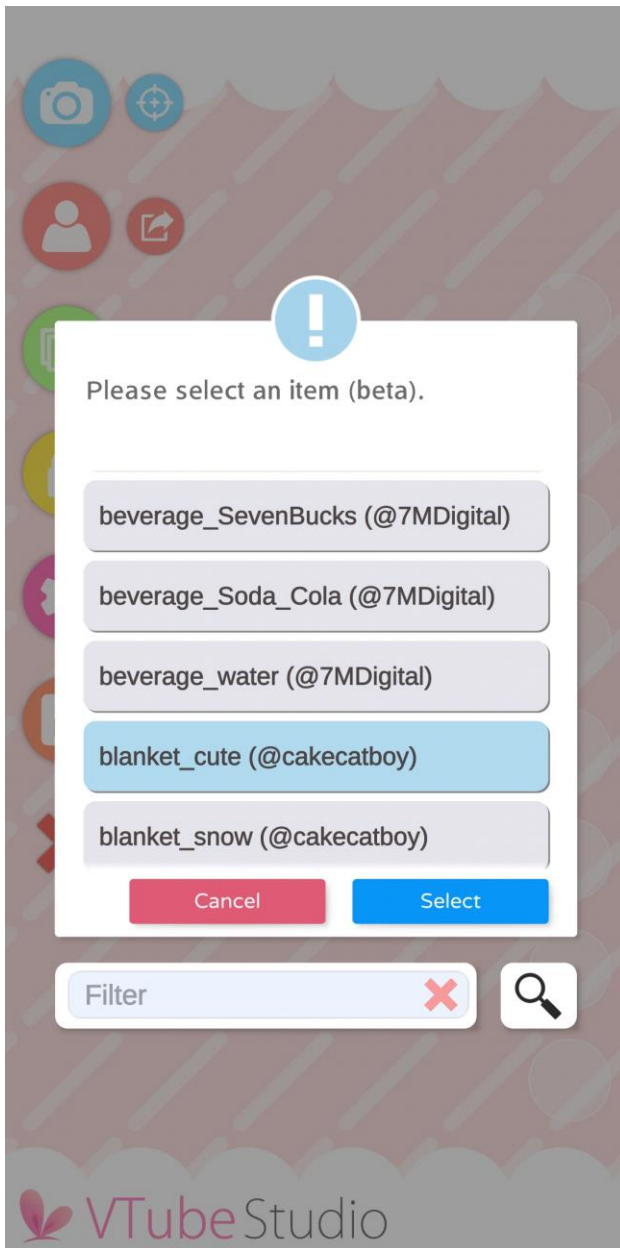 Please select an item (beta).
beverage_SevenBucks (@7MDigital)
beverage_Soda_Cola (@7MDigital)
beverage_water (@7MDigital)
blanket_cute (@cakecatboy)
blanket_snow (@cakecatboy)
Cancel
Select
Filter
VTube Studio